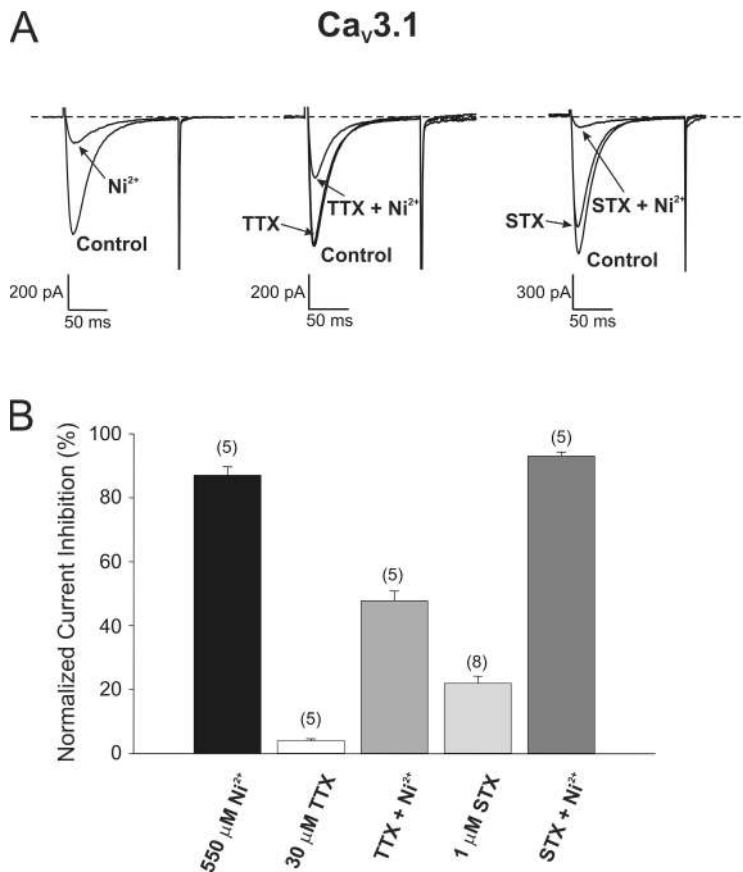 A
Caᵥ3.1
Ni²⁺
Control
200 pA
50 ms
TTX
TTX + Ni²⁺
Control
200 pA
50 ms
STX
STX + Ni²⁺
Control
300 pA
50 ms
B
Normalized Current Inhibition (%)
100
80
60
40
20
0
(5)
(5)
(5)
(8)
(5)
550 μM Ni²⁺
30 μM TTX
TTX + Ni²⁺
1 μM STX
STX + Ni²⁺